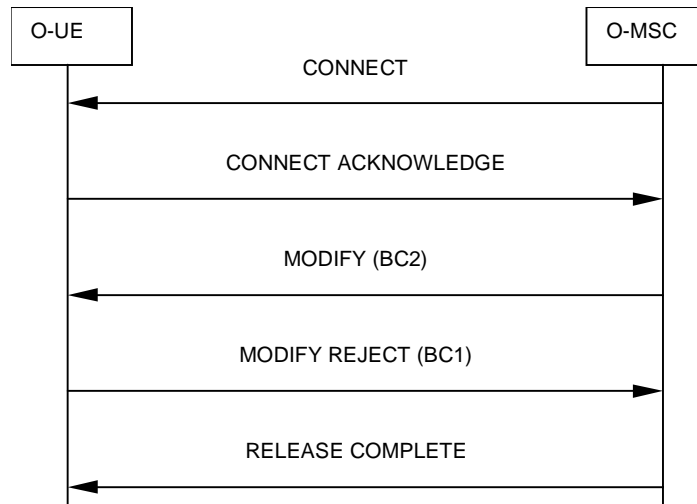 O-UE
O-MSC
CONNECT
CONNECT ACKNOWLEDGE
MODIFY (BC2)
MODIFY REJECT (BC1)
RELEASE COMPLETE